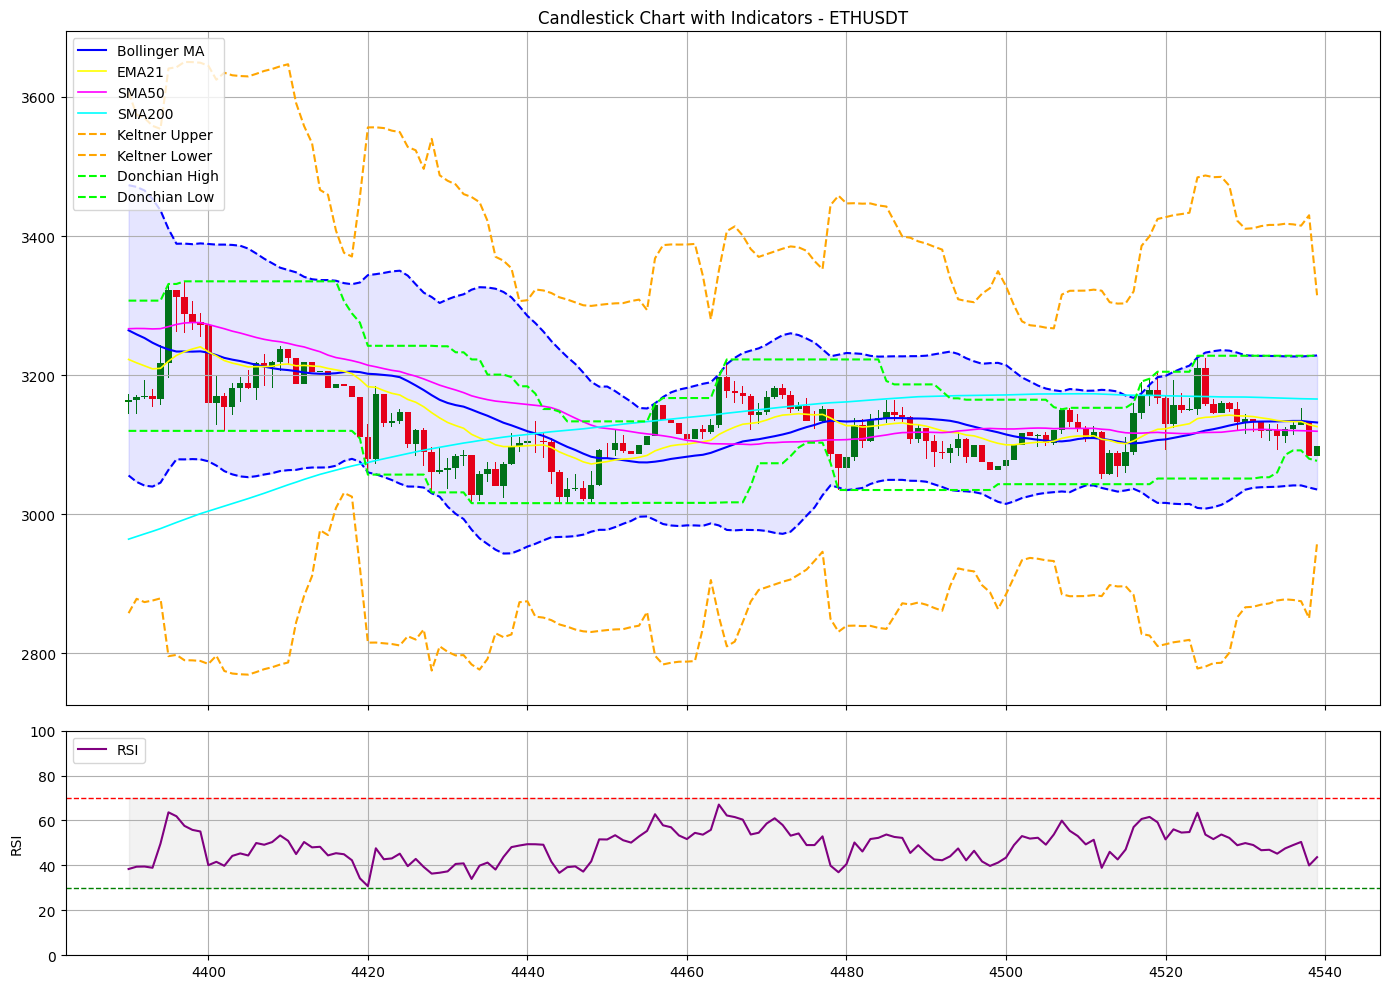 Candlestick Chart with Indicators - ETHUSDT
Bollinger MA
EMA21
SMA50
SMA200
Keltner Upper
Keltner Lower
Donchian High
Donchian Low
3600
3400
3200
3000
2800
RSI
100
80
60
40
20
0
RSI
4400
4420
4440
4460
4480
4500
4520
4540